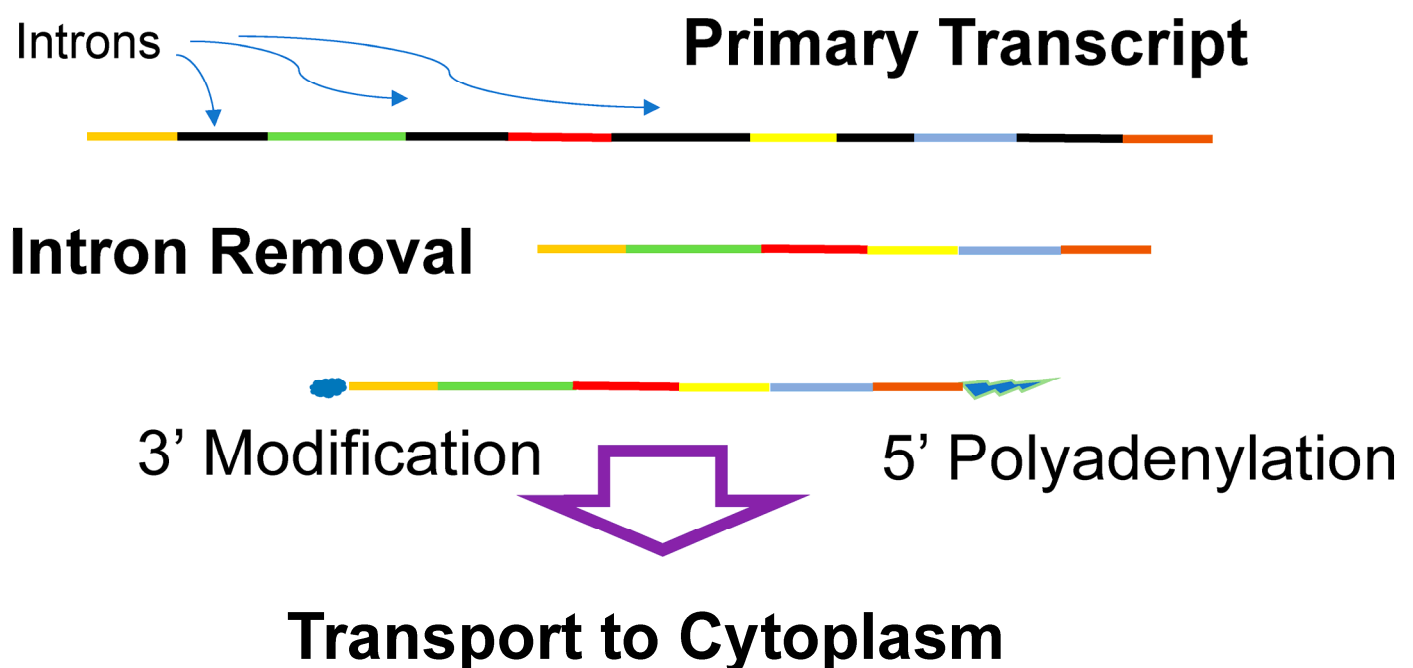 Introns
Primary Transcript
Intron Removal
3’ Modification
5’ Polyadenylation
Transport to Cytoplasm